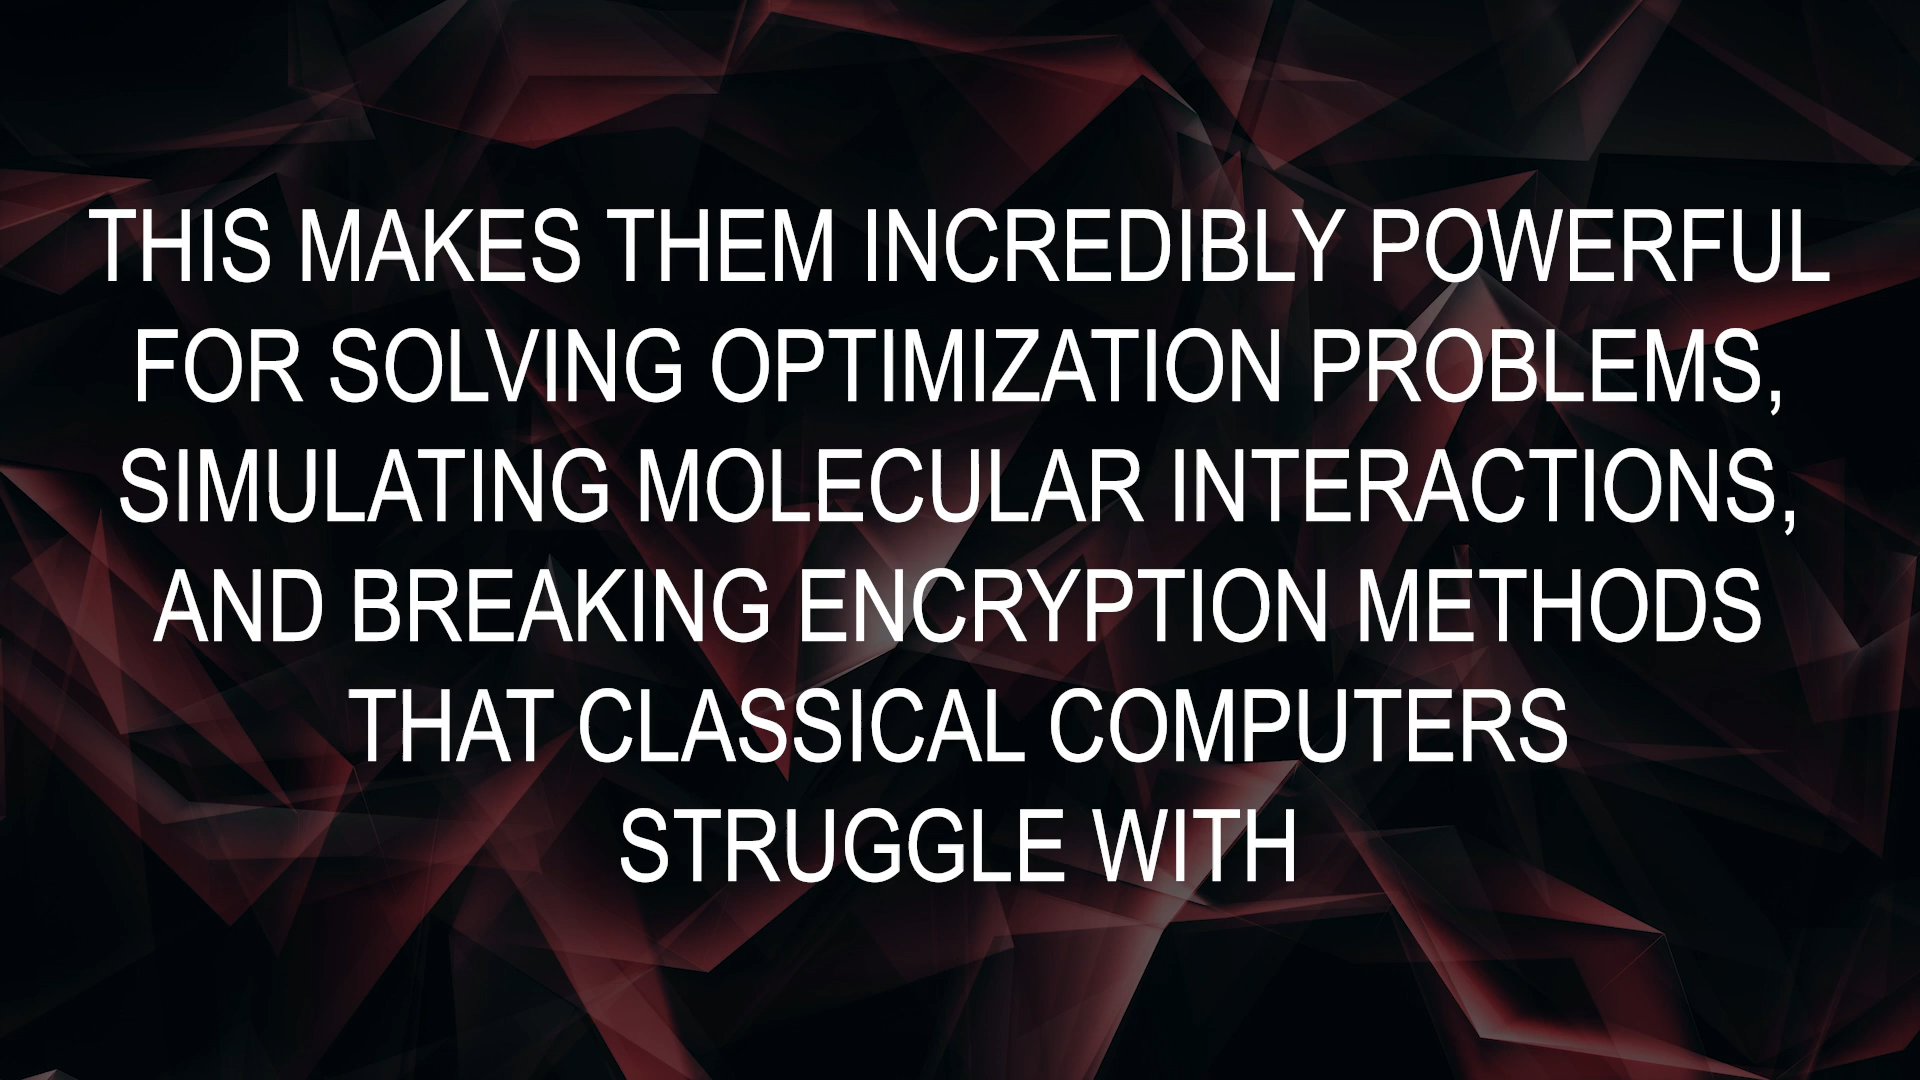 THIS MAKES THEM INCREDIBLY POWERFUL
FOR SOLVING OPTIMIZATION PROBLEMS,
SIMULATING MOLECULAR INTERACTIONS,
AND BREAKING ENCRYPTION METHODS
THAT CLASSICAL COMPUTERS
STRUGGLE WITH